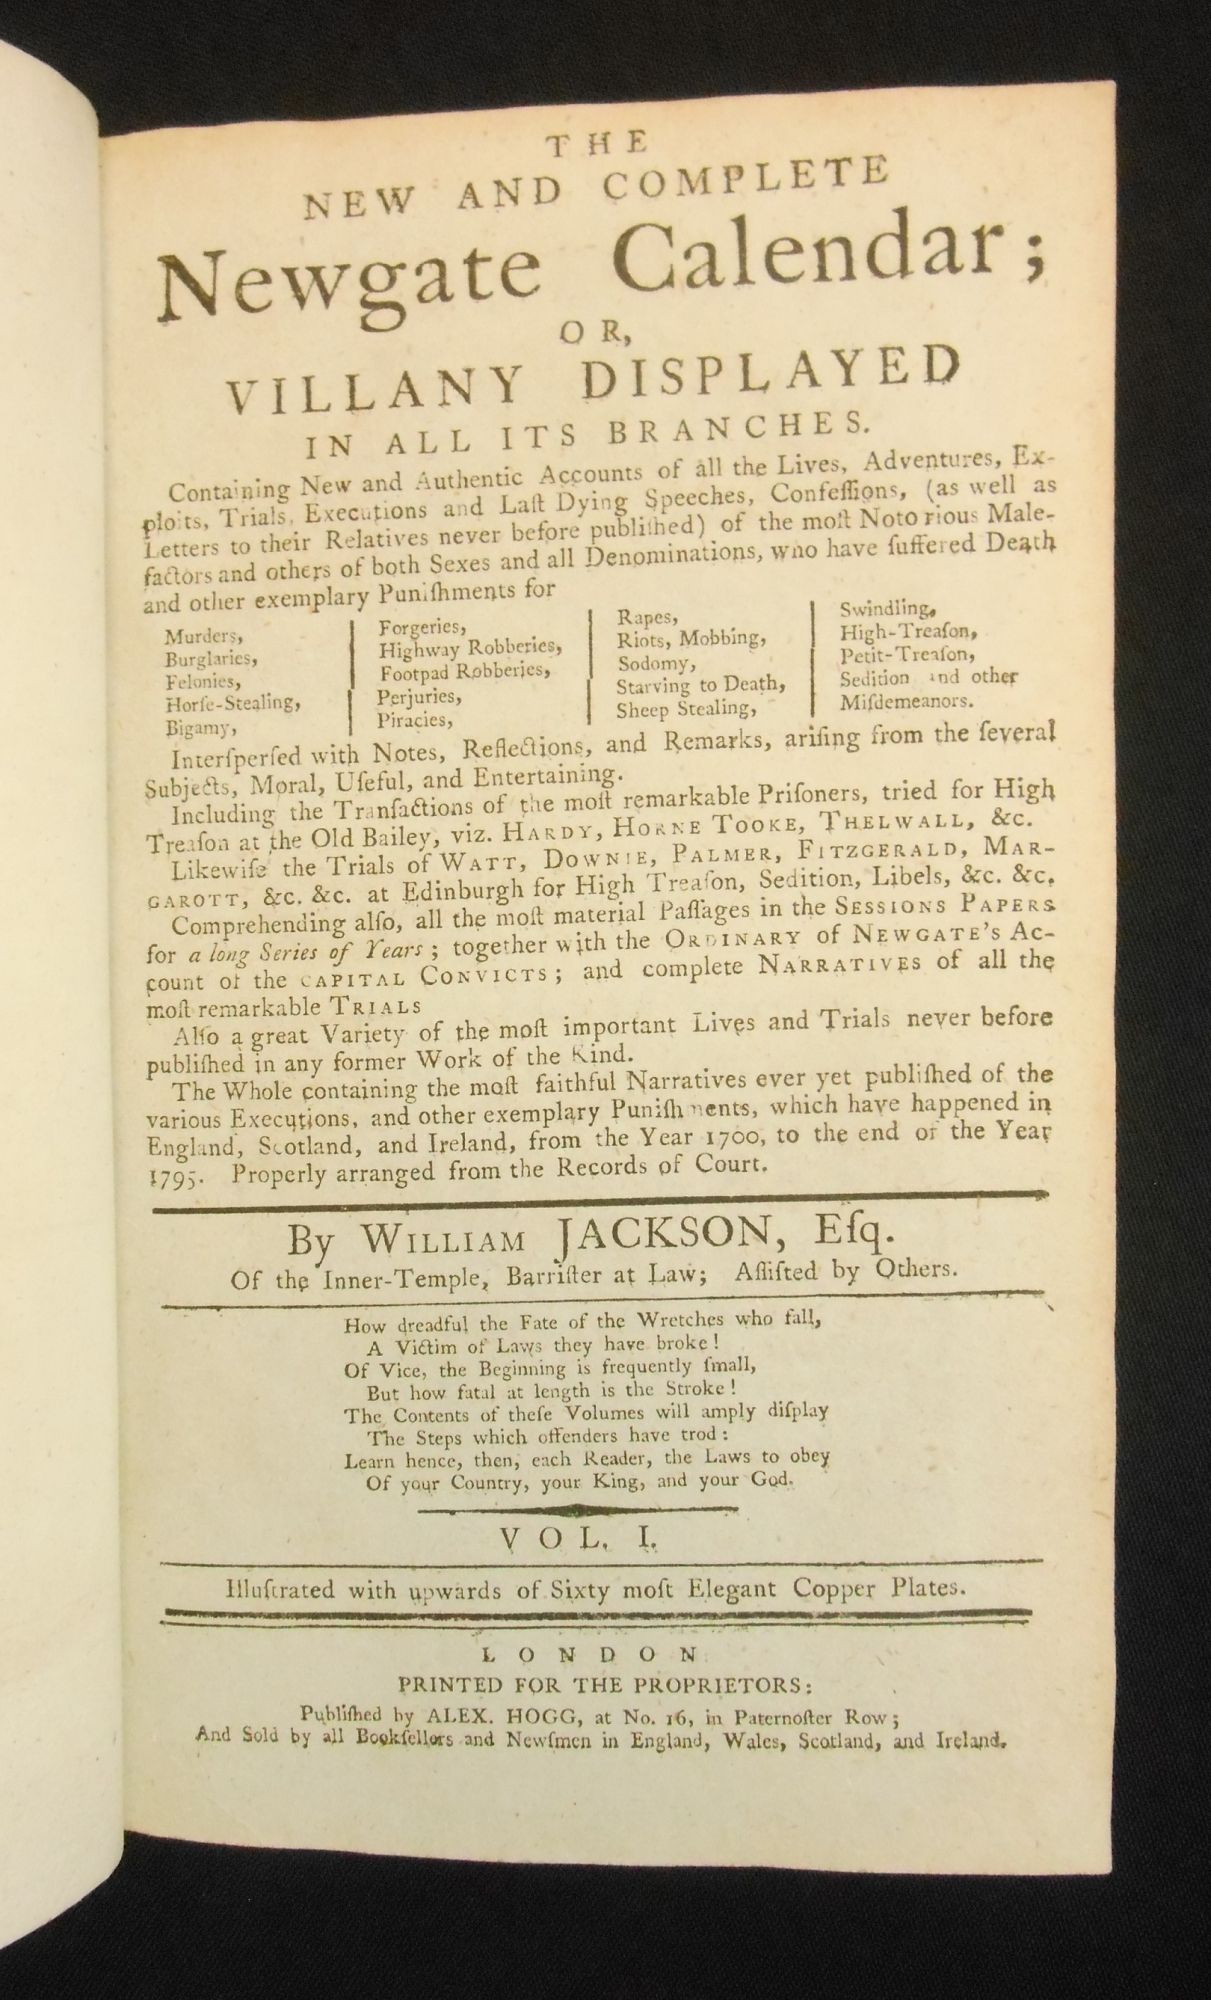 THE
NEW AND COMPLETE
Newgate Calendar;
OR,
VILLANY DISPLAYED
IN ALL ITS BRANCHES.
Containing New and Authentic Accounts of all the Lives, Adventures, Ex-
ploits, Trials, Executions and Laſt Dying Speeches, Confeſſions, (as well as
Letters to their Relatives never before publiſhed) of the moſt Notorious Male-
factors and others of both Sexes and all Denominations, who have ſuffered Death
and other exemplary Puniſhments for
Murders,
Burglaries,
Felonies,
Horſe-Stealing,
Bigamy,
Forgeries,
Highway Robberies,
Footpad Robberies,
Perjuries,
Piracies,
Rapes,
Riots, Mobbing,
Sodomy,
Starving to Death,
Sheep Stealing,
Swindling,
High-Treaſon,
Petit-Treaſon,
Sedition and other
Miſdemeanors.
Interſperſed with Notes, Reflections, and Remarks, ariſing from the ſeveral
Subjects, Moral, Uſeful, and Entertaining.
Including the Tranſactions of the moſt remarkable Priſoners, tried for High
Treaſon at the Old Bailey, viz. HARDY, HORNE TOOKE, THELWALL, &c.
Likewiſe the Trials of WATT, DOWNIE, PALMER, FITZGERALD, MAR-
GAROTT, &c. &c. at Edinburgh for High Treaſon, Sedition, Libels, &c. &c.
Comprehending alſo, all the moſt material Paſſages in the SESSIONS PAPERS
for a long Series of Years; together with the ORDINARY of NEWGATE'S Ac-
count of the CAPITAL CONVICTS; and complete NARRATIVES of all the
moſt remarkable TRIALS
Alſo a great Variety of the moſt important Lives and Trials never before
publiſhed in any former Work of the Kind.
The Whole containing the moſt faithful Narratives ever yet publiſhed of the
various Executions, and other exemplary Puniſhments, which have happened in
England, Scotland, and Ireland, from the Year 1700, to the end of the Year
1795. Properly arranged from the Records of Court.
By WILLIAM JACKSON, Eſq.
Of the Inner-Temple, Barriſter at Law; Aſſiſted by Others.
How dreadful the Fate of the Wretches who fall,
A Victim of Laws they have broke!
Of Vice, the Beginning is frequently ſmall,
But how fatal at length is the Stroke!
The Contents of theſe Volumes will amply diſplay
The Steps which offenders have trod:
Learn hence, then, each Reader, the Laws to obey
Of your Country, your King, and your God.
VOL. I.
Illuſtrated with upwards of Sixty moſt Elegant Copper Plates.
LONDON
PRINTED FOR THE PROPRIETORS:
Publiſhed by ALEX. HOGG, at No. 16, in Paternoſter Row;
And Sold by all Bookſellers and Newſmen in England, Wales, Scotland, and Ireland.